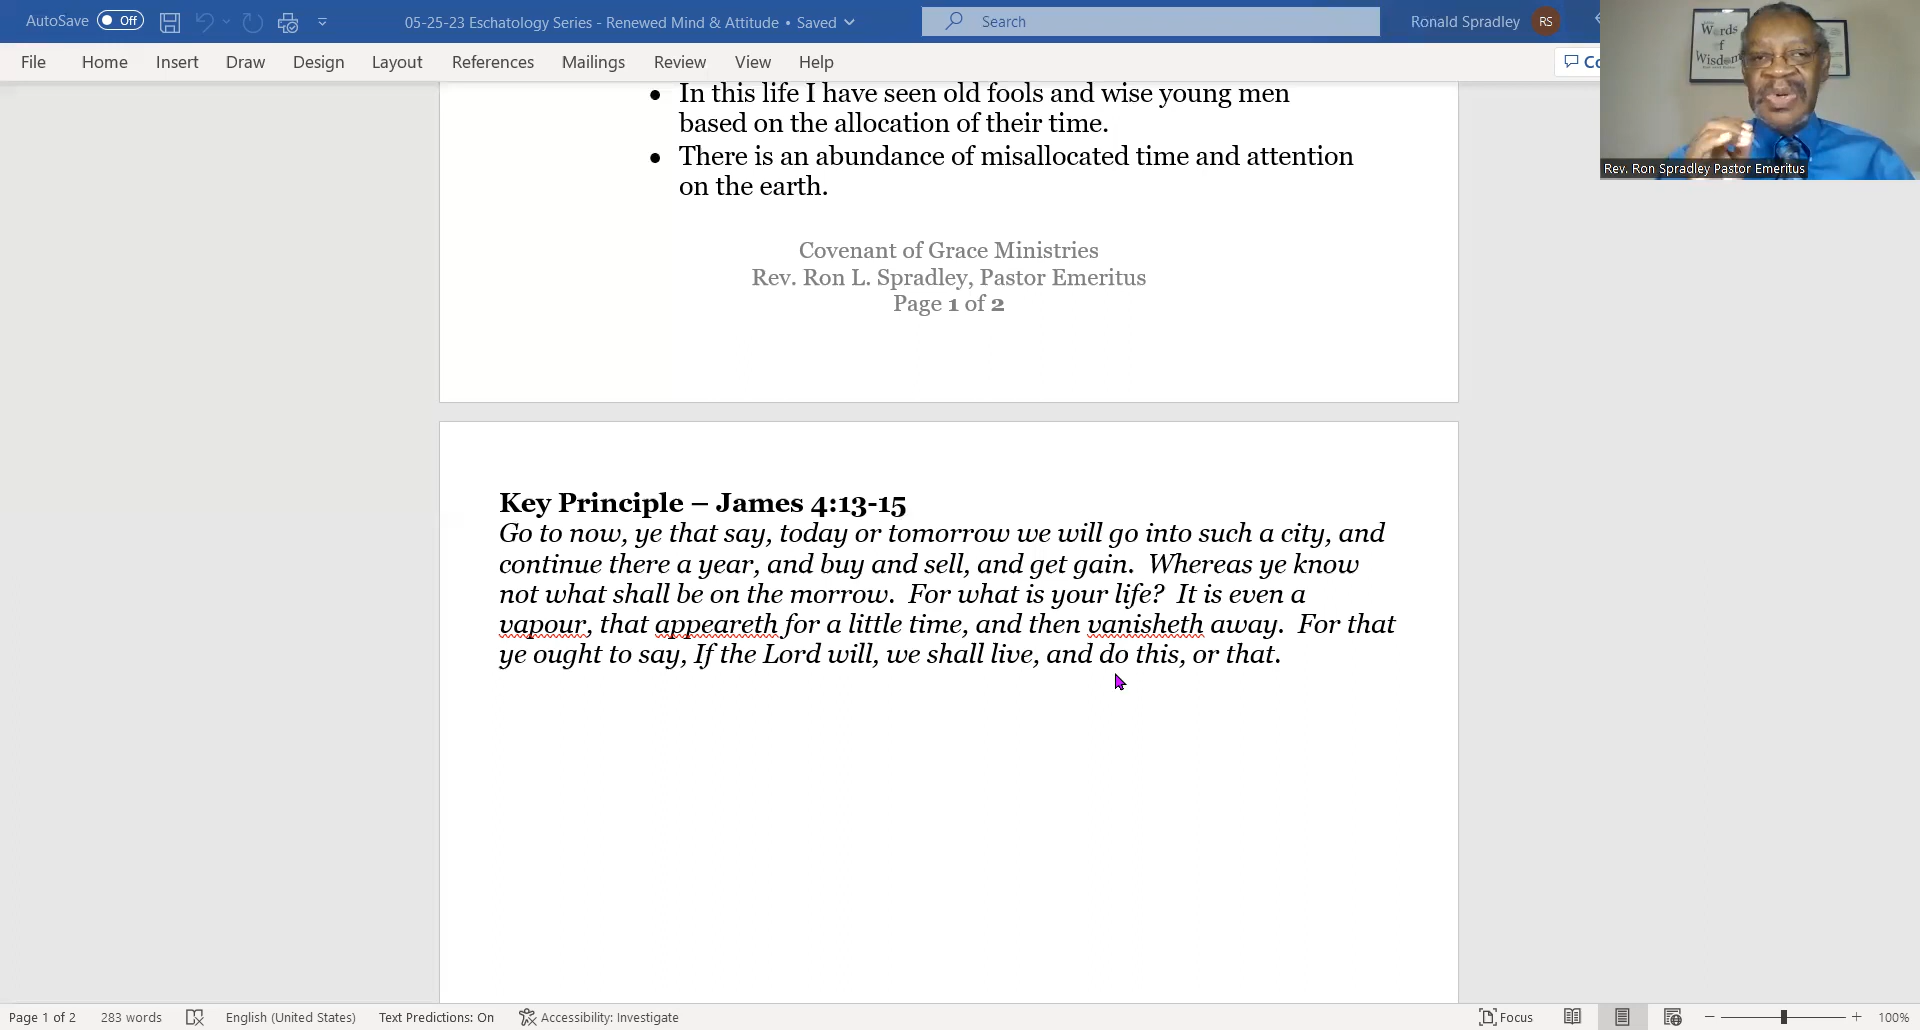 AutoSave Off 05-25-23 Eschatology Series - Renewed Mind & Attitude • Saved Search Ronald Spradley RS
File Home Insert Draw Design Layout References Mailings Review View Help
Words
of
Wisdom
Rev. Ron Spradley Pastor Emeritus
• In this life I have seen old fools and wise young men
based on the allocation of their time.
• There is an abundance of misallocated time and attention
on the earth.
Covenant of Grace Ministries
Rev. Ron L. Spradley, Pastor Emeritus
Page 1 of 2
Key Principle – James 4:13-15
Go to now, ye that say, today or tomorrow we will go into such a city, and
continue there a year, and buy and sell, and get gain. Whereas ye know
not what shall be on the morrow. For what is your life? It is even a
vapour, that appeareth for a little time, and then vanisheth away. For that
ye ought to say, If the Lord will, we shall live, and do this, or that.
Page 1 of 2 283 words English (United States) Text Predictions: On Accessibility: Investigate Focus 100%